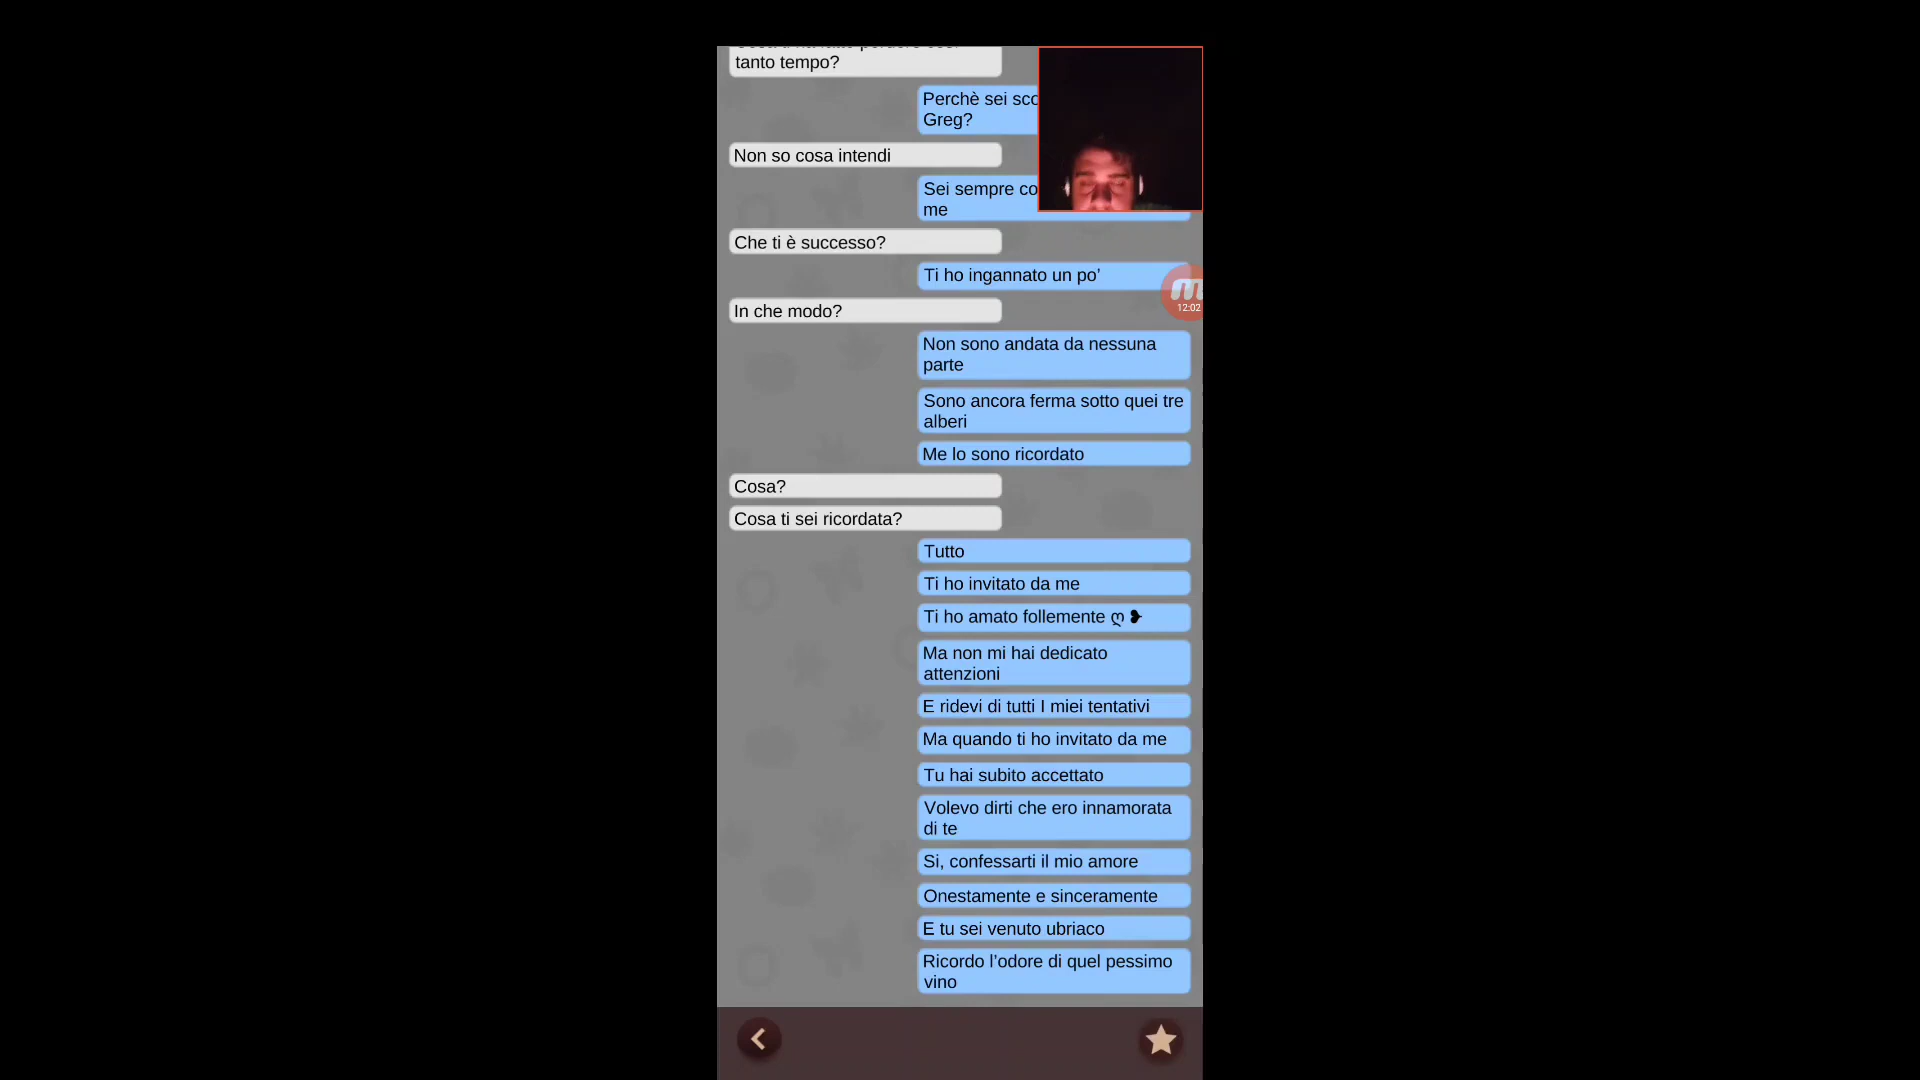 tanto tempo?
Perchè sei
Greg?
Non so cosa intendi
Sei sempre
me
Che ti è successo?
Ti ho ingannato un po’
12:02
In che modo?
Non sono andata da nessuna
parte
Sono ancora ferma sotto quei tre
alberi
Me lo sono ricordato
Cosa?
Cosa ti sei ricordata?
Tutto
Ti ho invitato da me
Ti ho amato follemente ღ ❥
Ma non mi hai dedicato
attenzioni
E ridevi di tutti I miei tentativi
Ma quando ti ho invitato da me
Tu hai subito accettato
Volevo dirti che ero innamorata
di te
Si, confessarti il mio amore
Onestamente e sinceramente
E tu sei venuto ubriaco
Ricordo l’odore di quel pessimo
vino